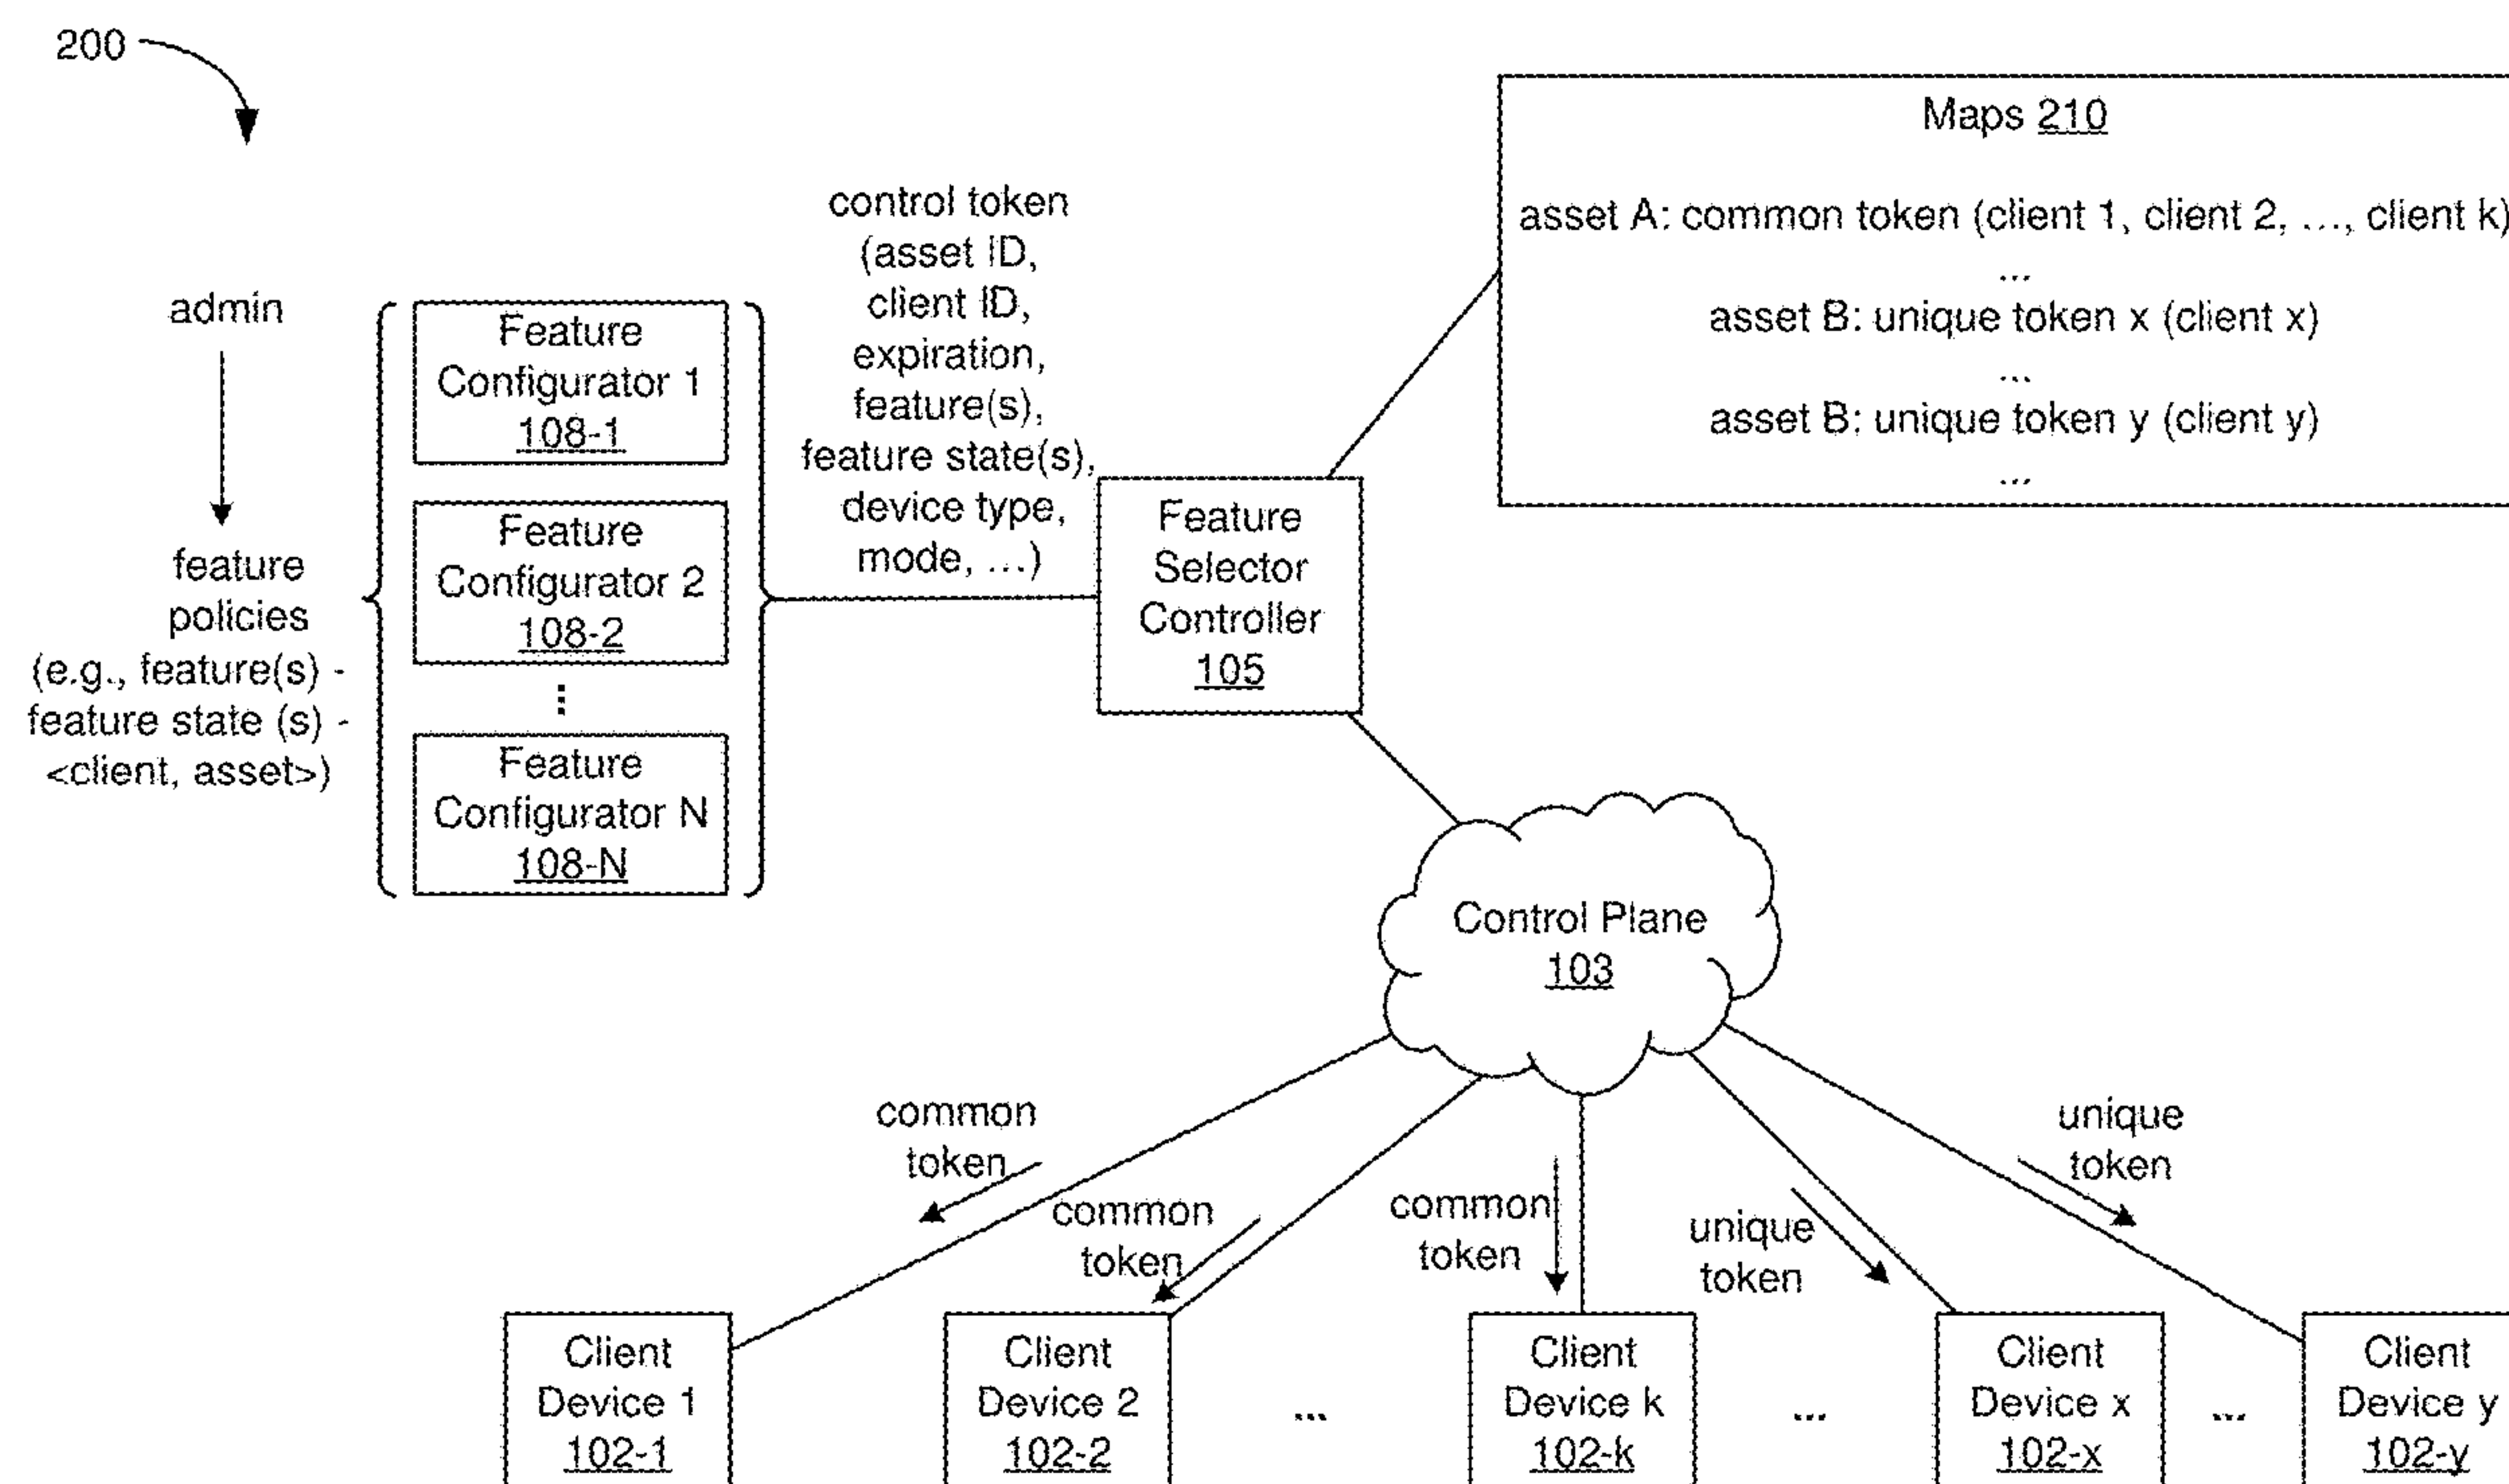 200
admin
feature
policies
(e.g., feature(s) -
feature state (s) -
<client, asset>)
Feature
Configurator 1
108-1
Feature
Configurator 2
108-2
⋮
Feature
Configurator N
108-N
control token
(asset ID,
client ID,
expiration,
feature(s),
feature state(s),
device type,
mode, ...)
Feature
Selector
Controller
105
Maps 210
asset A: common token (client 1, client 2, ..., client k)
...
asset B: unique token x (client x)
...
asset B: unique token y (client y)
...
Control Plane
103
common
token
common
token
common
token
unique
token
unique
token
Client
Device 1
102-1
Client
Device 2
102-2
...
Client
Device k
102-k
...
Client
Device x
102-x
...
Client
Device y
102-y